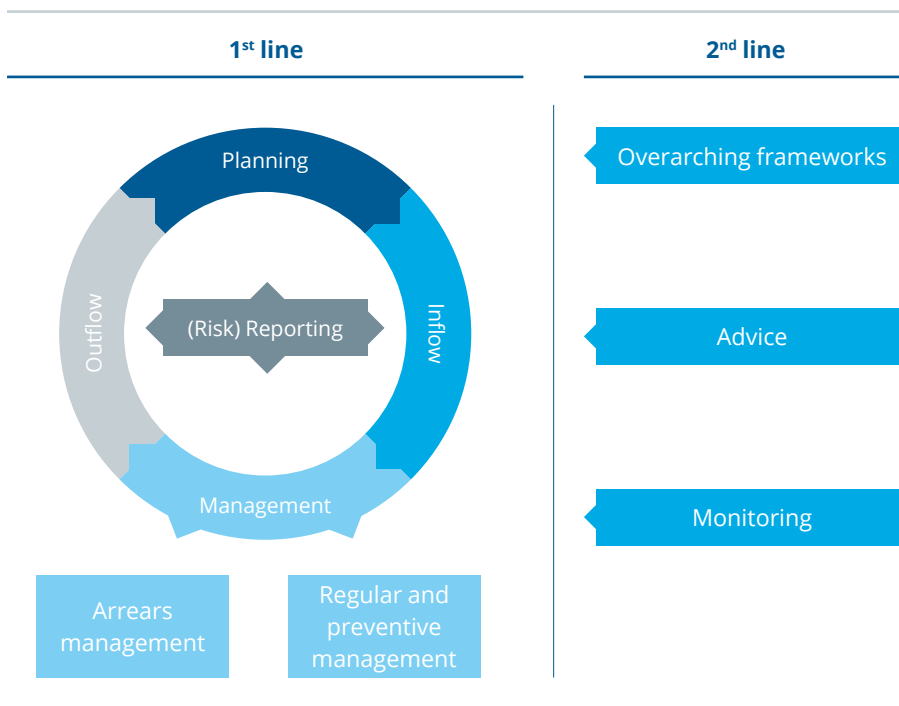 1st line
2nd line
Planning
Outflow
(Risk) Reporting
Inflow
Management
Arrears
management
Regular and
preventive
management
Overarching frameworks
Advice
Monitoring